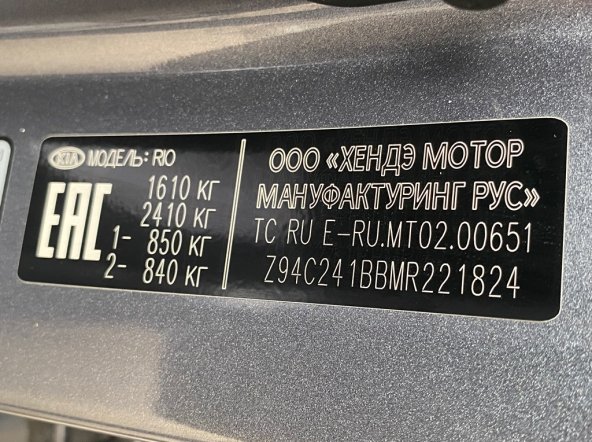 KIA МОДЕЛЬ: RIO
EAC
1610 КГ
2410 КГ
1- 850 КГ
2- 840 КГ
ООО «ХЕНДЭ МОТОР
МАНУФАКТУРИНГ РУС»
ТС RU E-RU.MT02.00651
Z94C241BBMR221824